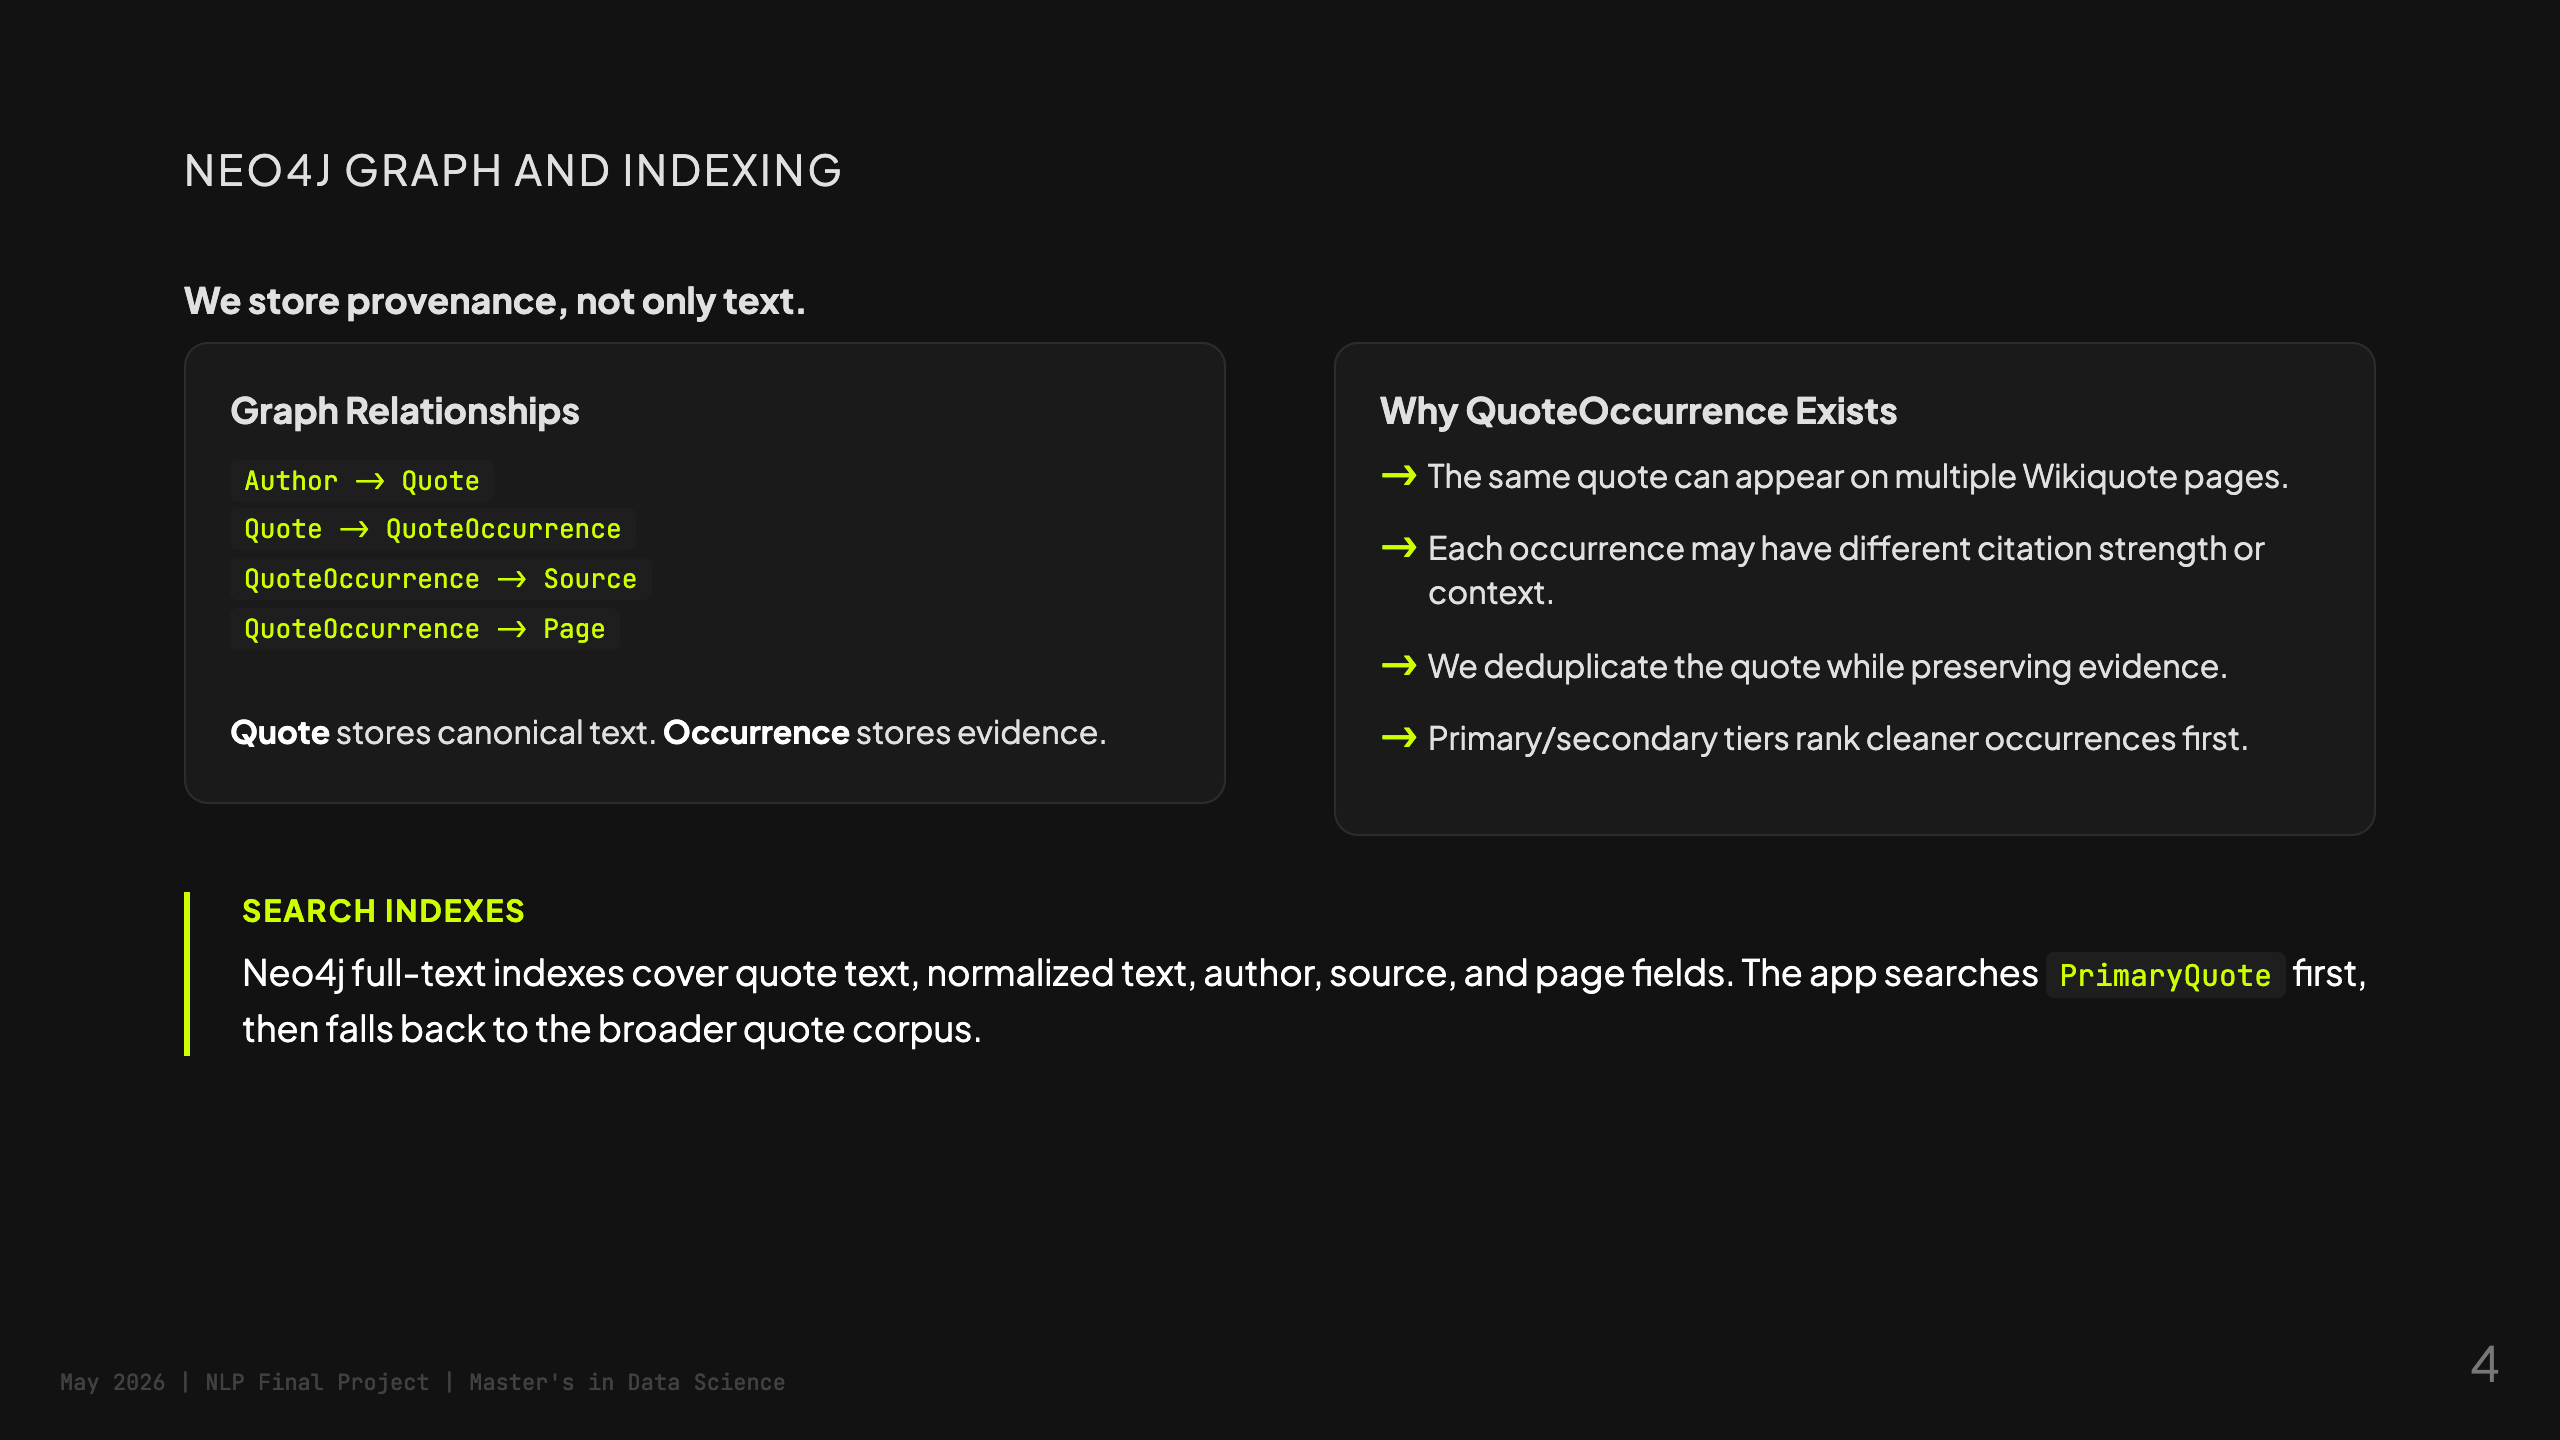 NEO4J GRAPH AND INDEXING
We store provenance, not only text.
Graph Relationships
Author → Quote
Quote → QuoteOccurrence
QuoteOccurrence → Source
QuoteOccurrence → Page
Quote stores canonical text. Occurrence stores evidence.
Why QuoteOccurrence Exists
→ The same quote can appear on multiple Wikiquote pages.
→ Each occurrence may have different citation strength or
context.
→ We deduplicate the quote while preserving evidence.
→ Primary/secondary tiers rank cleaner occurrences first.
SEARCH INDEXES
Neo4j full-text indexes cover quote text, normalized text, author, source, and page fields. The app searches PrimaryQuote first,
then falls back to the broader quote corpus.
May 2026 | NLP Final Project | Master's in Data Science
4